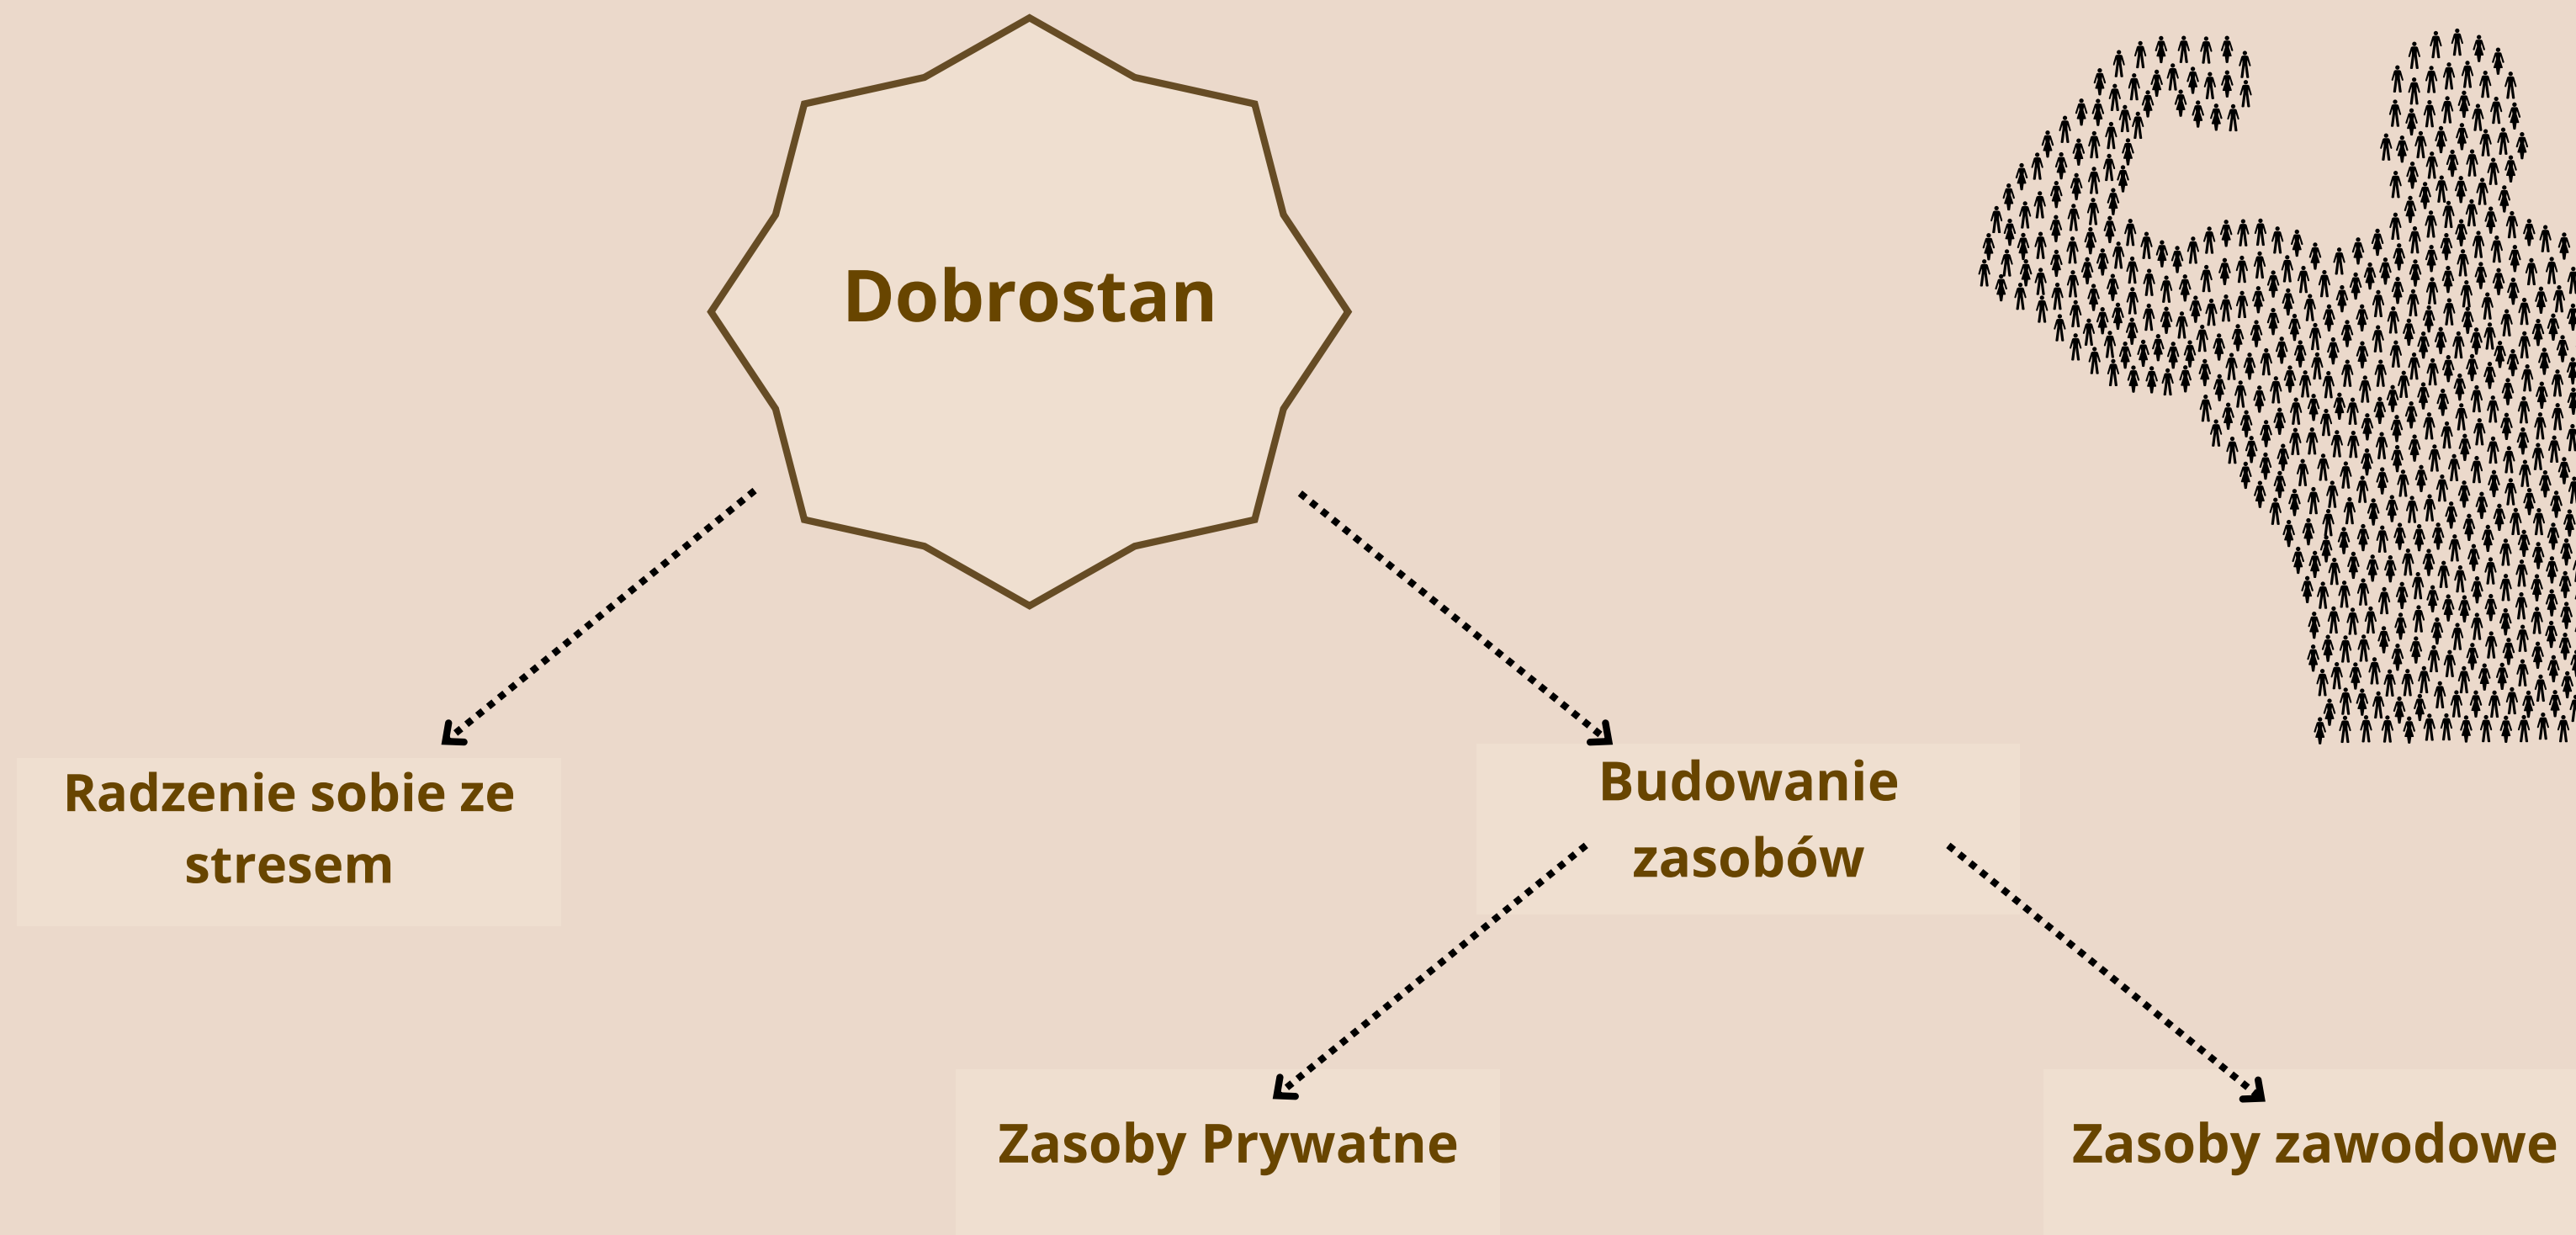 Dobrostan
Radzenie sobie ze
stresem
Budowanie
zasobów
Zasoby Prywatne
Zasoby zawodowe